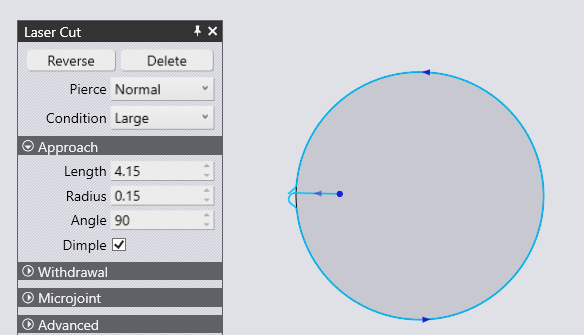 Laser Cut
Reverse Delete
Pierce Normal
Condition Large
Approach
Length 4.15
Radius 0.15
Angle 90
Dimple
Withdrawal
Microjoint
Advanced